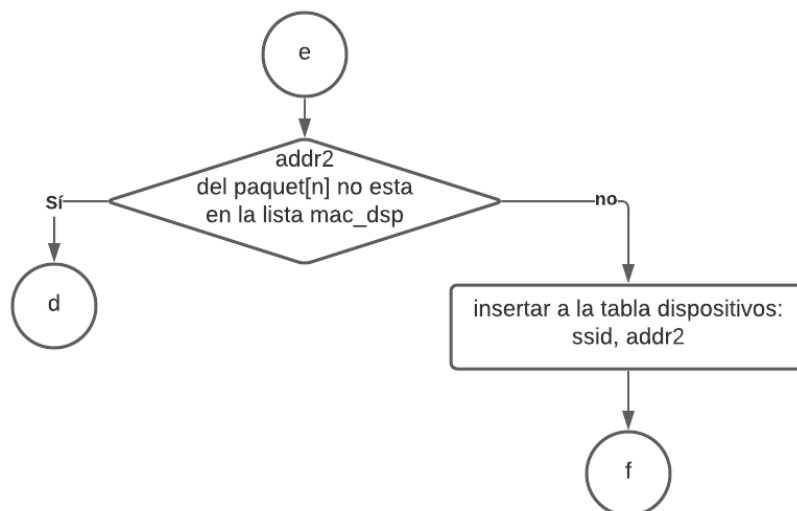 e
addr2
del paquet[n] no esta
en la lista mac_dsp
Sí
no
d
insertar a la tabla dispositivos:
ssid, addr2
f